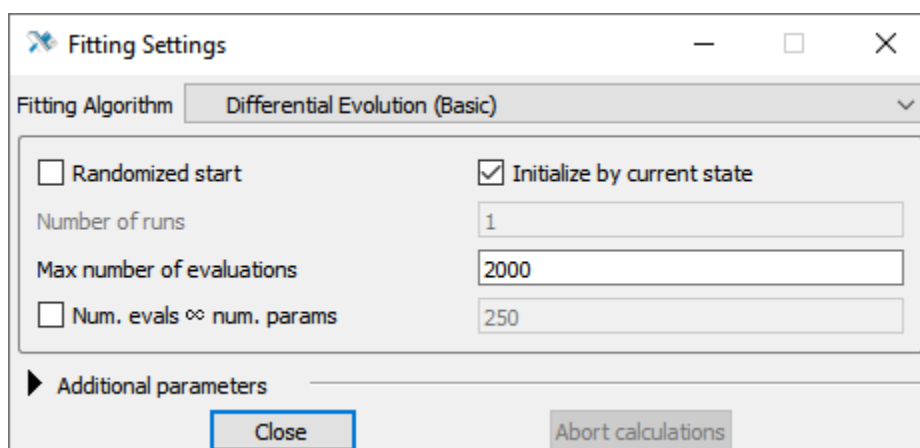 Fitting Settings
Fitting Algorithm Differential Evolution (Basic)
Randomized start Initialize by current state
Number of runs 1
Max number of evaluations 2000
Num. evals ∞ num. params 250
Additional parameters
Close Abort calculations